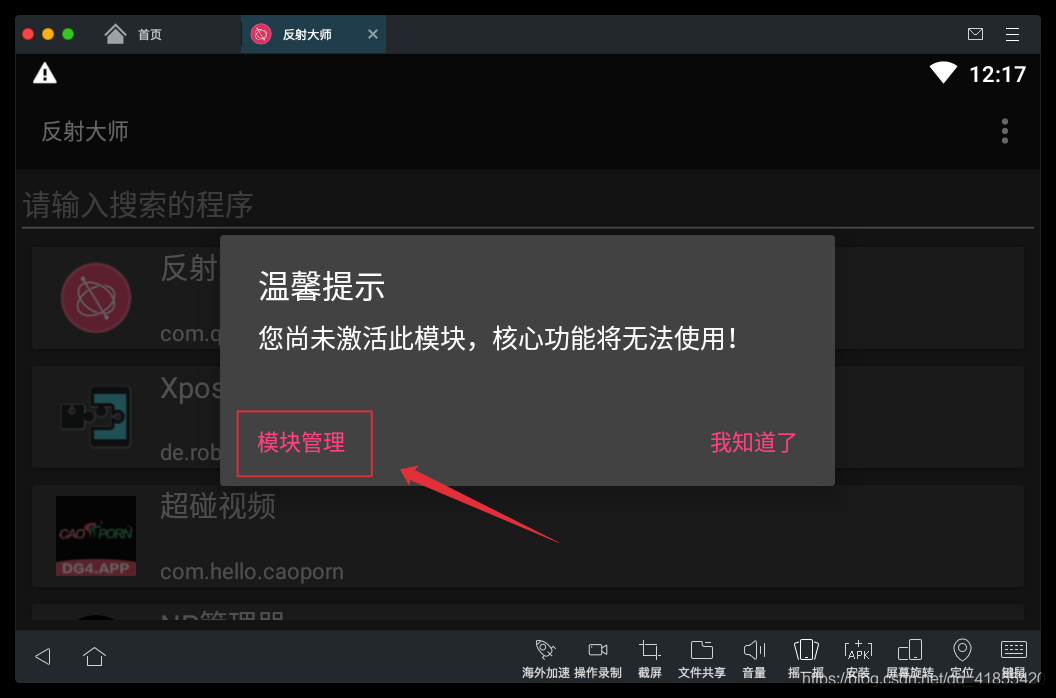 首页
反射大师
12:17
反射大师
请输入搜索的程序
反射
com.q
温馨提示
您尚未激活此模块，核心功能将无法使用！
模块管理
我知道了
Xpos
de.rob
超碰视频
CAO PORN
DG4.APP
com.hello.caoporn
NP管理器
海外加速 操作录制 截屏 文件共享 音量 摇一摇 安装 屏幕旋转 定位 键鼠
APK
https://blog.csdn.net/qq_41855420